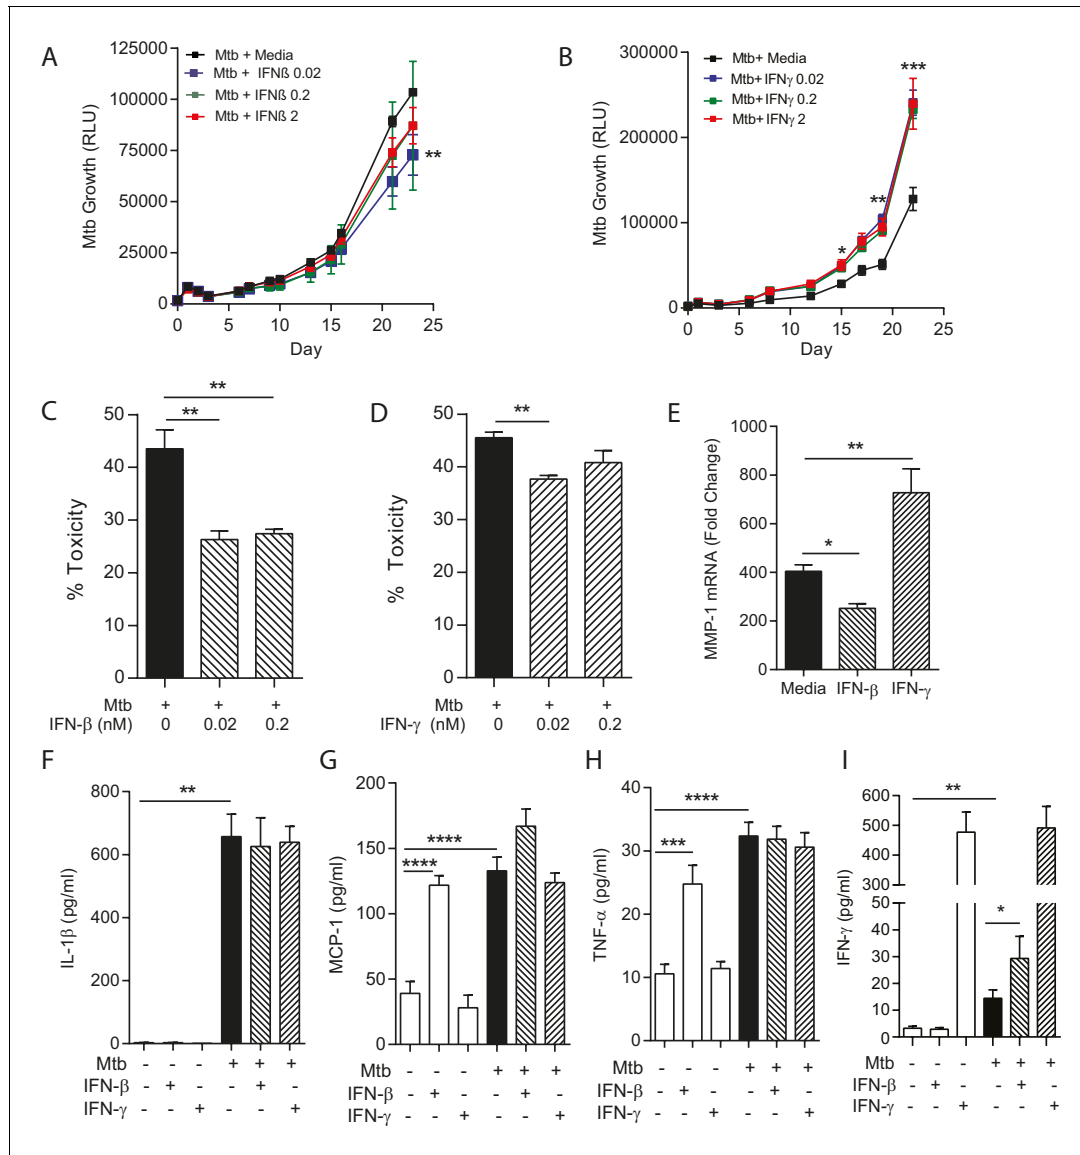 A
Mtb + Media
Mtb + IFNß 0.02
Mtb + IFNß 0.2
Mtb + IFNß 2
125000
100000
75000
50000
25000
0
Mtb Growth (RLU)
**
0 5 10 15 20 25
Day
B
Mtb+ Media
Mtb+IFNγ 0.02
Mtb+IFNγ 0.2
Mtb+IFNγ 2
300000
200000
100000
0
Mtb Growth (RLU)
*
**
***
0 5 10 15 20 25
Day
C
**
**
50
40
30
20
10
0
% Toxicity
Mtb + + +
IFN-β (nM) 0 0.02 0.2
D
**
50
40
30
20
10
0
% Toxicity
Mtb + + +
IFN-γ (nM) 0 0.02 0.2
E
1000
800
600
400
200
0
MMP-1 mRNA (Fold Change)
**
*
Media IFN-β IFN-γ
F
800
600
400
200
0
IL-1β (pg/ml)
**
Mtb - - - + + +
IFN-β - + - - + -
IFN-γ - - + - - +
G
200
150
100
50
0
MCP-1 (pg/ml)
****
****
Mtb - - - + + +
IFN-β - + - - + -
IFN-γ - - + - - +
H
40
30
20
10
0
TNF-α (pg/ml)
****
***
Mtb - - - + + +
IFN-β - + - - + -
IFN-γ - - + - - +
I
600
500
400
300
50
40
30
20
10
0
IFN-γ (pg/ml)
**
*
Mtb - - - + + +
IFN-β - + - - + -
IFN-γ - - + - - +